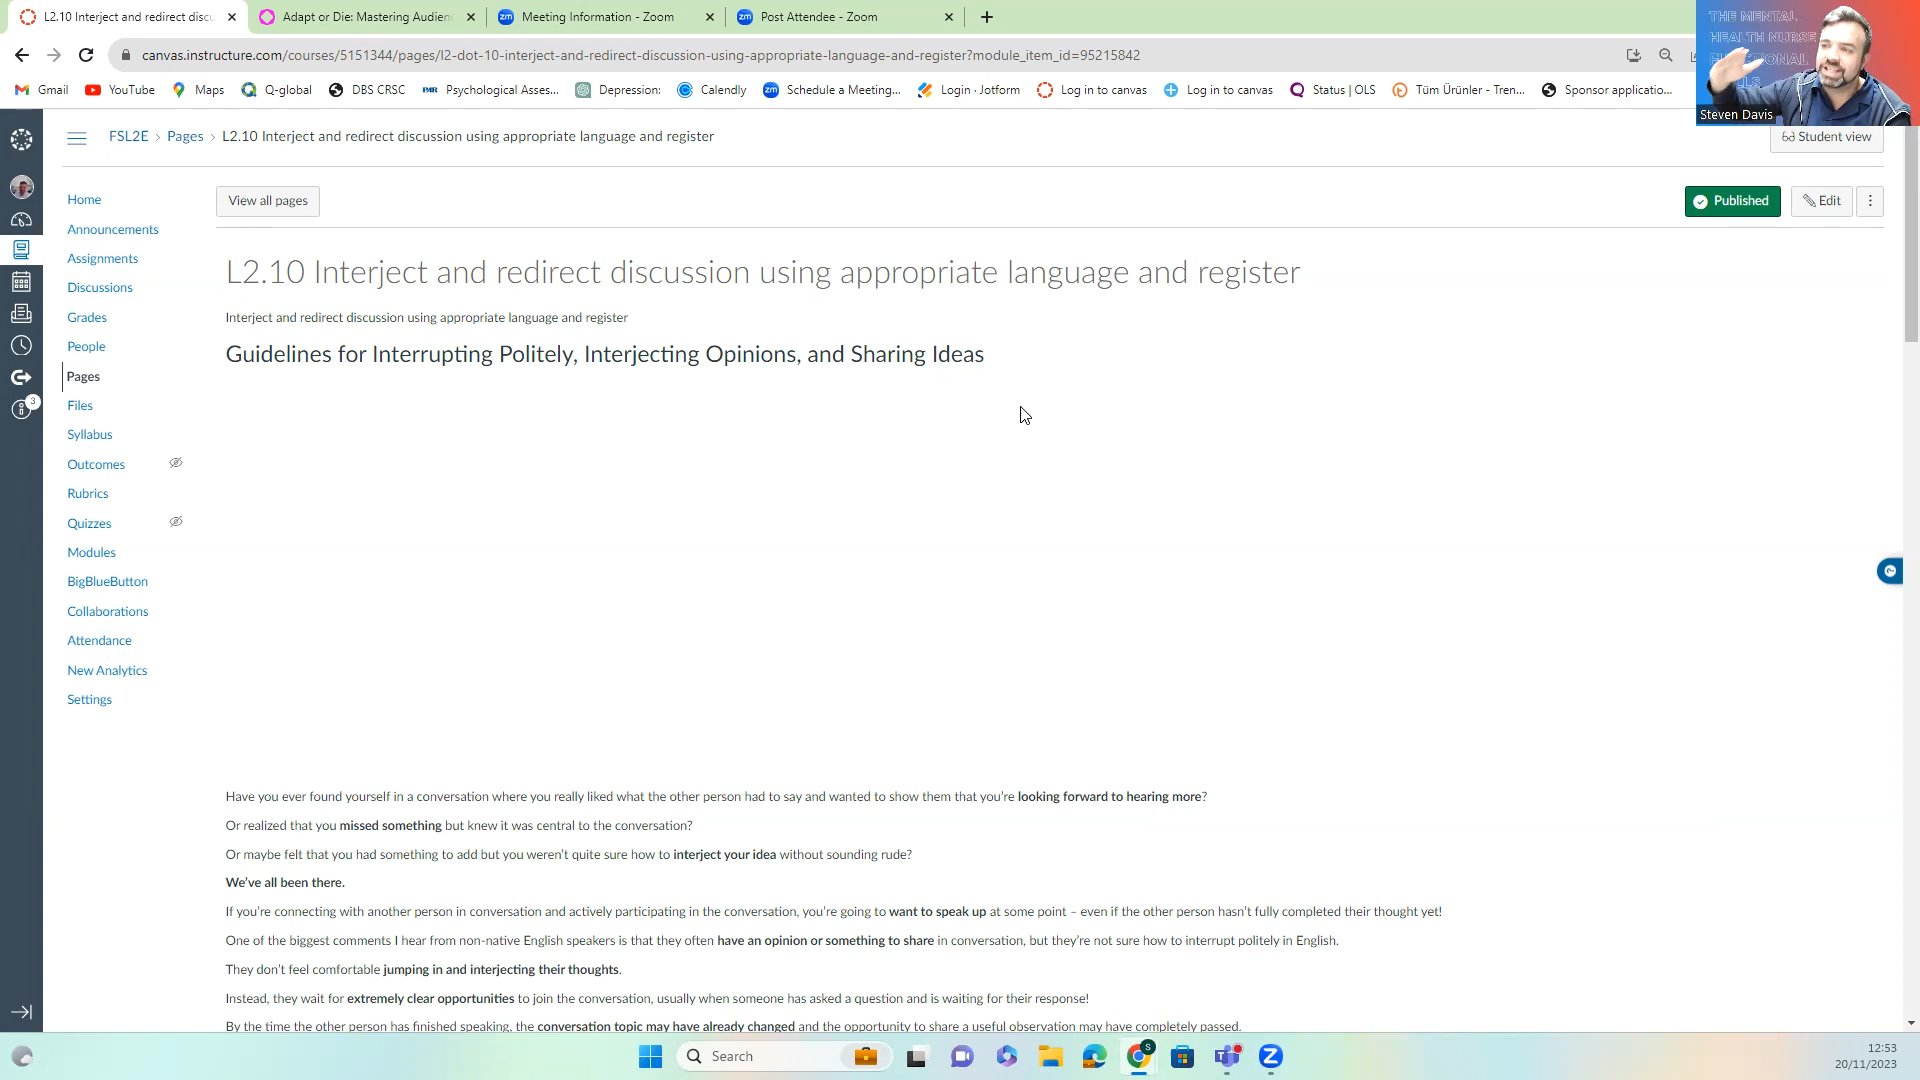 L2.10 Interject and redirect discu
Adapt or Die: Mastering Audien
Meeting Information - Zoom
Post Attendee - Zoom
canvas.instructure.com/courses/5151344/pages/l2-dot-10-interject-and-redirect-discussion-using-appropriate-language-and-register?module_item_id=95215842
Gmail
YouTube
Maps
Q-global
DBS CRSC
Psychological Asses...
Depression:
Calendly
Schedule a Meeting...
Login · Jotform
Log in to canvas
Log in to canvas
Status | OLS
Tüm Ürünler - Tren...
Sponsor applicatio...
THE MENTAL
HEALTH NURSE
Steven Davis
FSL2E > Pages > L2.10 Interject and redirect discussion using appropriate language and register
Student view
Home
Announcements
Assignments
Discussions
Grades
People
Pages
Files
Syllabus
Outcomes
Rubrics
Quizzes
Modules
BigBlueButton
Collaborations
Attendance
New Analytics
Settings
3
View all pages
Published
Edit
L2.10 Interject and redirect discussion using appropriate language and register
Interject and redirect discussion using appropriate language and register
Guidelines for Interrupting Politely, Interjecting Opinions, and Sharing Ideas
Have you ever found yourself in a conversation where you really liked what the other person had to say and wanted to show them that you're looking forward to hearing more?
Or realized that you missed something but knew it was central to the conversation?
Or maybe felt that you had something to add but you weren't quite sure how to interject your idea without sounding rude?
We've all been there.
If you're connecting with another person in conversation and actively participating in the conversation, you're going to want to speak up at some point – even if the other person hasn't fully completed their thought yet!
One of the biggest comments I hear from non-native English speakers is that they often have an opinion or something to share in conversation, but they're not sure how to interrupt politely in English.
They don't feel comfortable jumping in and interjecting their thoughts.
Instead, they wait for extremely clear opportunities to join the conversation, usually when someone has asked a question and is waiting for their response!
By the time the other person has finished speaking, the conversation topic may have already changed and the opportunity to share a useful observation may have completely passed.
Search
12:53
20/11/2023